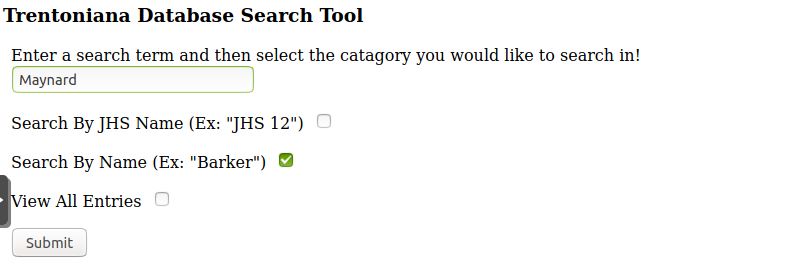 Trentoniana Database Search Tool
Enter a search term and then select the catagory you would like to search in!
Maynard
Search By JHS Name (Ex: "JHS 12")
Search By Name (Ex: "Barker")
View All Entries
Submit